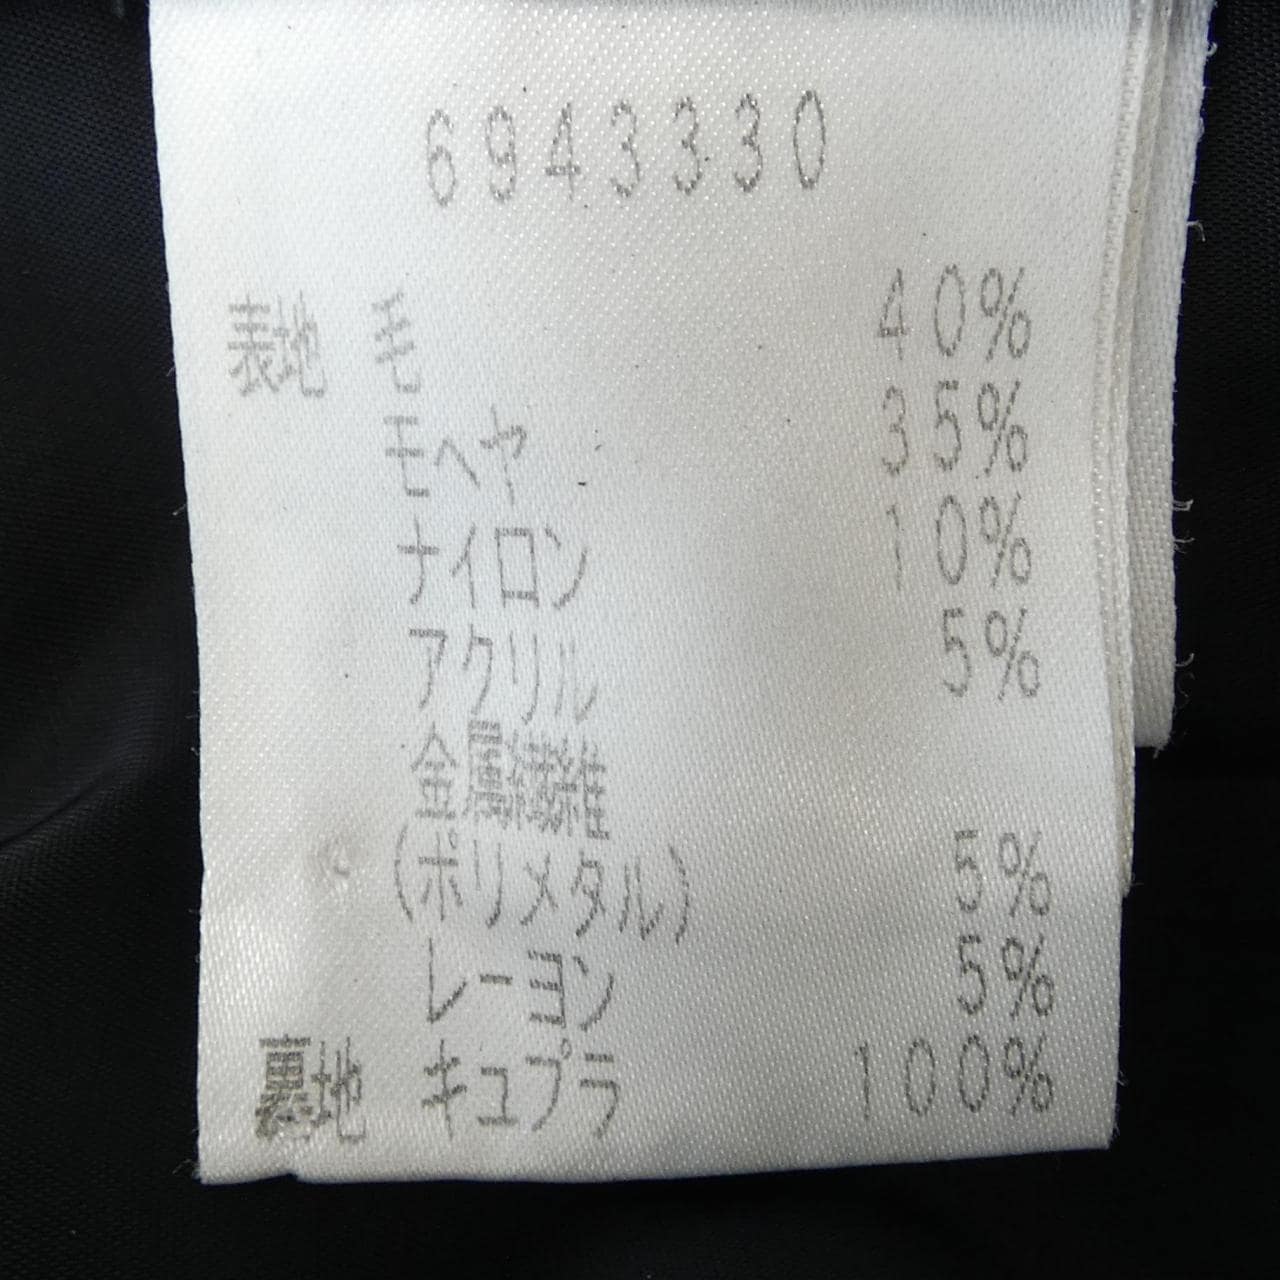 6943330
表地 毛 40%
モヘヤ 35%
ナイロン 10%
アクリル 5%
金属繊維
(ポリメタル) 5%
レーヨン 5%
裏地 キュプラ 100%